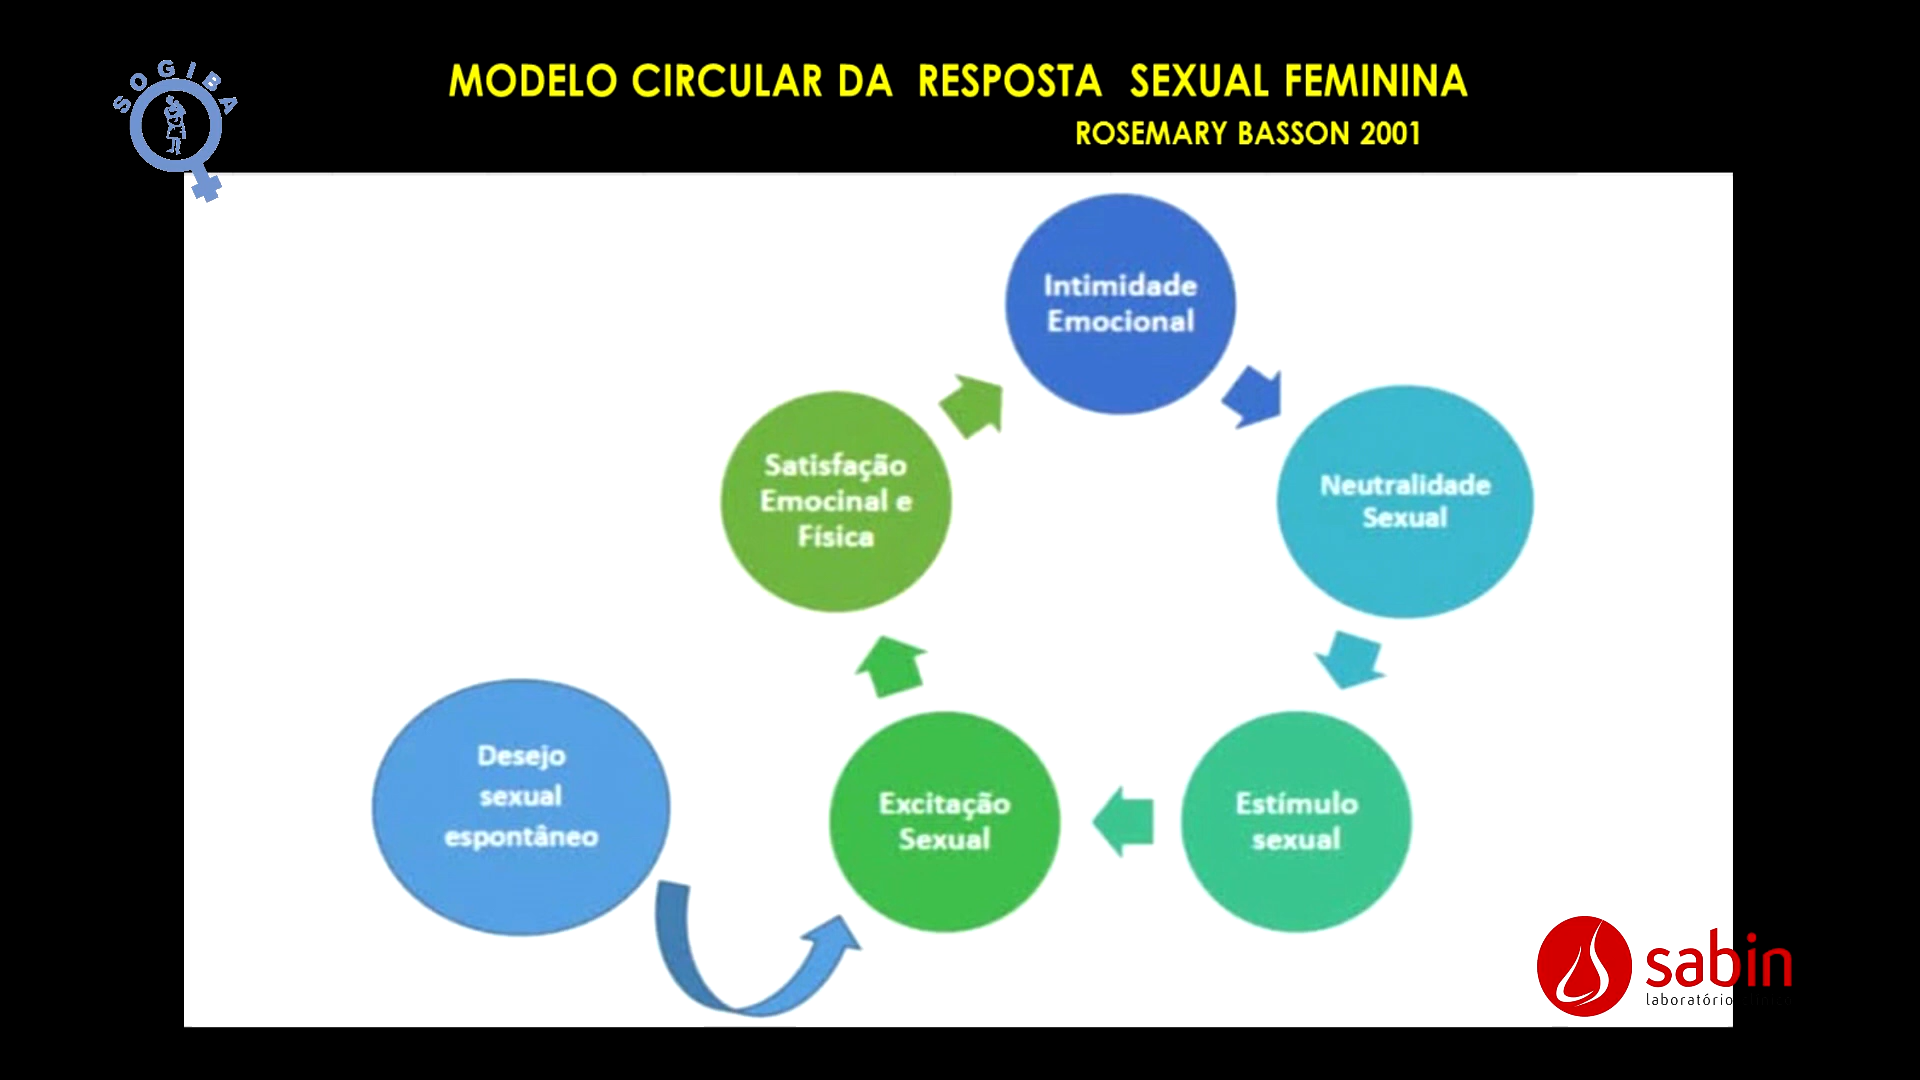 SOGIBA
MODELO CIRCULAR DA RESPOSTA SEXUAL FEMININA
ROSEMARY BASSON 2001
Intimidade
Emocional
Neutralidade
Sexual
Estímulo
sexual
Excitação
Sexual
Satisfação
Emocinal e
Física
Desejo
sexual
espontâneo
sabin
laboratório